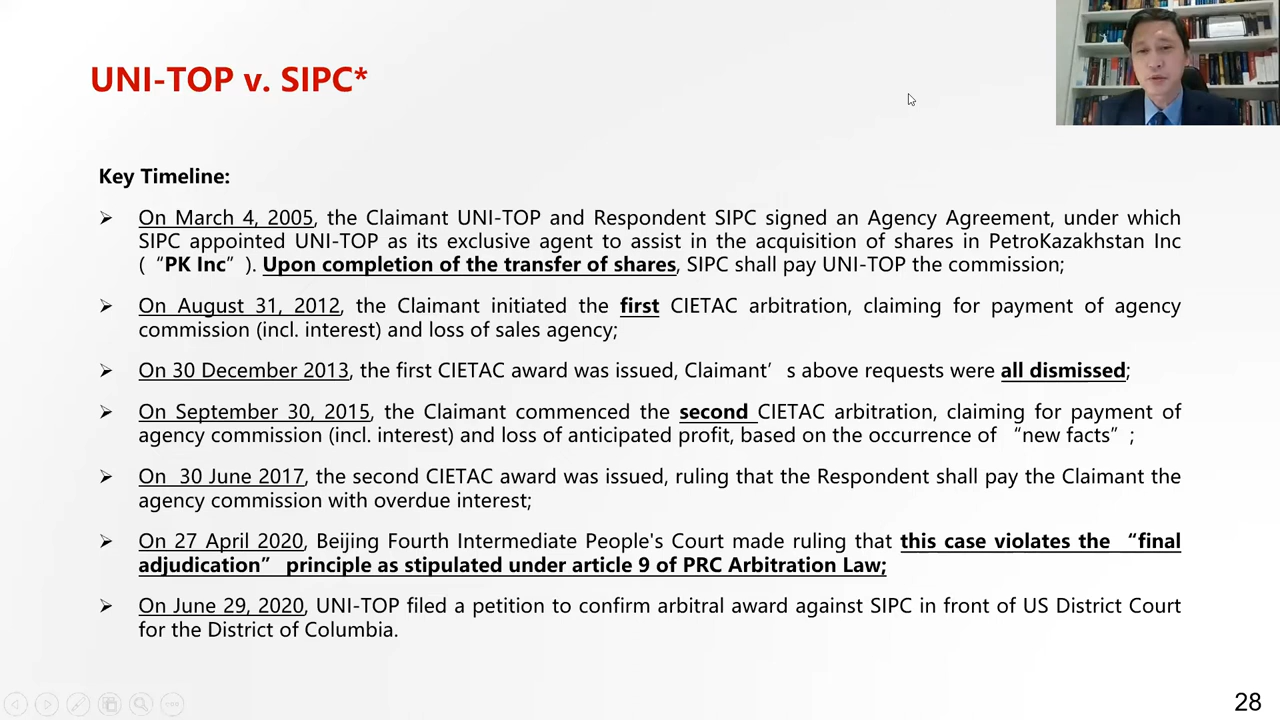 UNI-TOP v. SIPC*
Key Timeline:
➢ On March 4, 2005, the Claimant UNI-TOP and Respondent SIPC signed an Agency Agreement, under which
SIPC appointed UNI-TOP as its exclusive agent to assist in the acquisition of shares in PetroKazakhstan Inc
( “PK Inc” ). Upon completion of the transfer of shares, SIPC shall pay UNI-TOP the commission;
➢ On August 31, 2012, the Claimant initiated the first CIETAC arbitration, claiming for payment of agency
commission (incl. interest) and loss of sales agency;
➢ On 30 December 2013, the first CIETAC award was issued, Claimant’ s above requests were all dismissed;
➢ On September 30, 2015, the Claimant commenced the second CIETAC arbitration, claiming for payment of
agency commission (incl. interest) and loss of anticipated profit, based on the occurrence of “new facts” ;
➢ On 30 June 2017, the second CIETAC award was issued, ruling that the Respondent shall pay the Claimant the
agency commission with overdue interest;
➢ On 27 April 2020, Beijing Fourth Intermediate People's Court made ruling that this case violates the “final
adjudication” principle as stipulated under article 9 of PRC Arbitration Law;
➢ On June 29, 2020, UNI-TOP filed a petition to confirm arbitral award against SIPC in front of US District Court
for the District of Columbia.
28